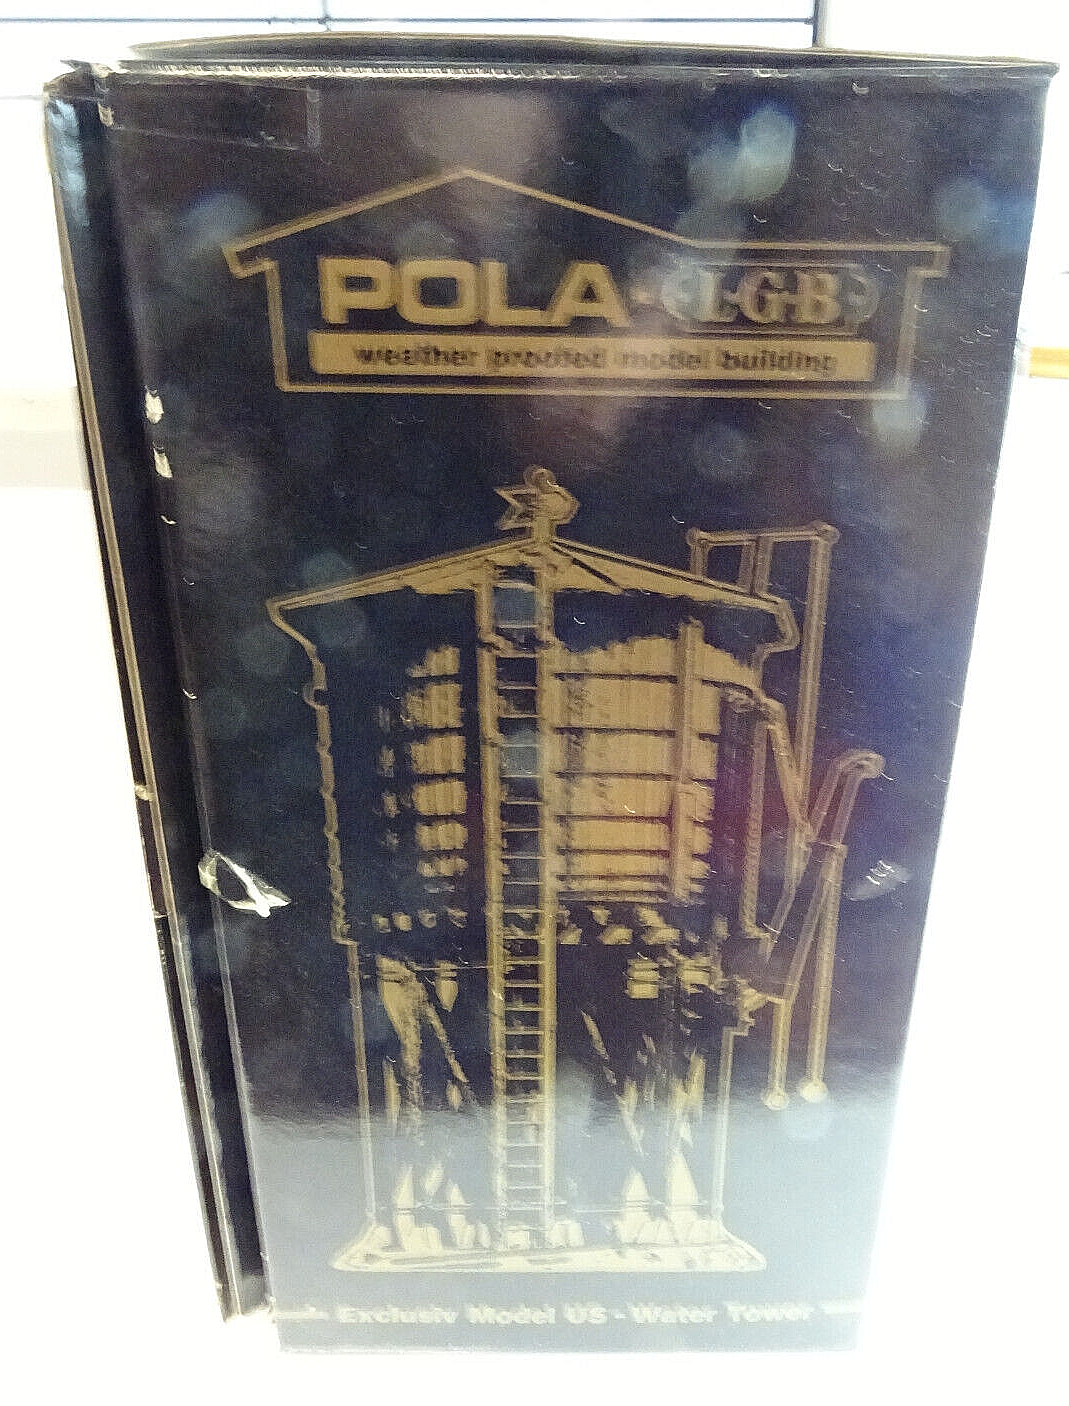 POLA-LGB
weather proofed model building
Exclusiv Model US - Water Tower